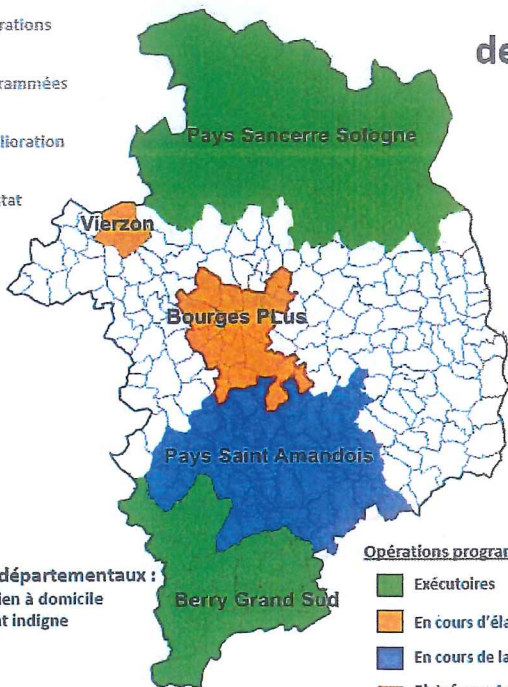 rations
de
rammées
lioration
tat
Pays Sancerre Sologne
Vierzon
Bourges PLus
Pays Saint Amandois
Berry Grand Sud
départementaux :
ien à domicile
t indigne
Opérations progran
Exécutoires
En cours d'éla
En cours de la